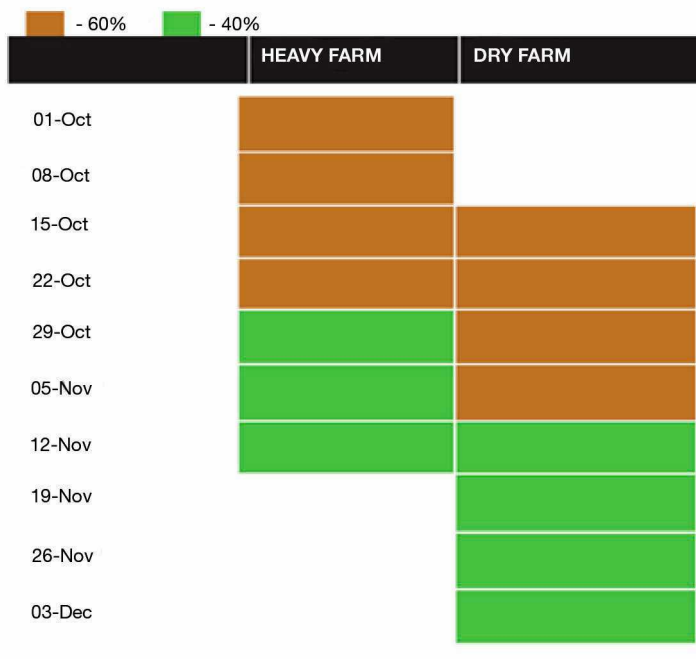 - 60% - 40%
HEAVY FARM DRY FARM
01-Oct
08-Oct
15-Oct
22-Oct
29-Oct
05-Nov
12-Nov
19-Nov
26-Nov
03-Dec